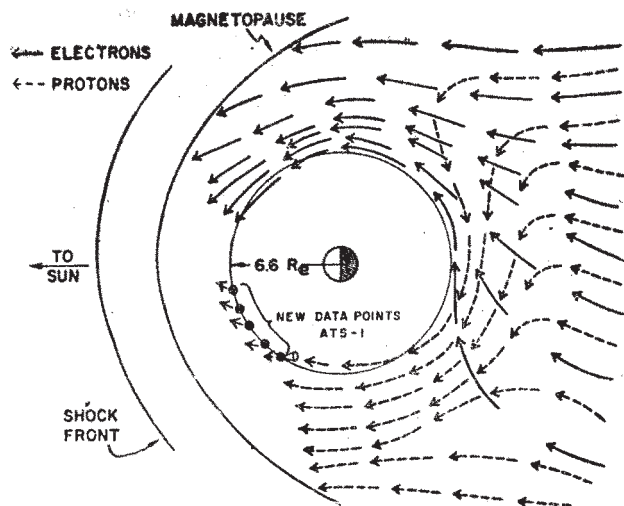 MAGNETOPAUSE
ELECTRONS
PROTONS
TO
SUN
6.6 Re
NEW DATA POINTS
ATS-1
SHOCK
FRONT